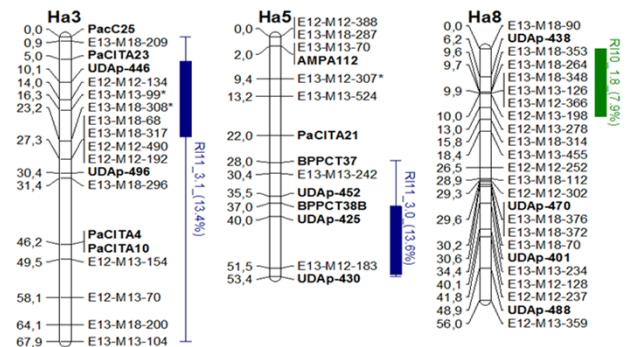 Ha3
0,0 PacC25
0,9 E13-M18-209
5,0 PaCITA23
10,1 UDAp-446
14,0 E12-M12-134
16,3 E13-M13-99*
23,2 E13-M18-308*
E13-M18-68
27,3 E13-M18-317
E12-M12-490
E12-M12-192
30,4 UDAp-496
31,4 E13-M18-296
46,2 PaCITA4
PaCITA10
49,5 E12-M13-154
58,1 E12-M13-70
64,1 E13-M18-200
67,9 E13-M13-104
RI11_3.1_(13.4%)
Ha5
E12-M12-388
0,0 E13-M18-287
2,0 E13-M13-70
AMPA112
9,4 E13-M12-307*
13,2 E13-M13-524
22,0 PaCITA21
28,0 BPPCT37
30,4 E13-M13-242
35,5 UDAp-452
37,0 BPPCT38B
40,0 UDAp-425
51,5 E13-M12-183
53,4 UDAp-430
RI11_3.0_(13.6%)
Ha8
0,0 E13-M18-90
6,2 UDAp-438
9,6 E13-M18-353
9,7 E13-M18-264
E13-M18-348
9,9 E13-M13-126
E12-M12-366
10,0 E13-M12-198
13,0 E12-M13-278
15,8 E13-M18-314
18,4 E13-M13-455
26,5 E12-M12-252
28,9 E13-M18-112
29,3 E12-M12-302
UDAp-470
29,6 E13-M18-376
E13-M18-372
30,2 E13-M18-70
30,6 UDAp-401
34,4 E13-M13-234
40,1 E13-M12-128
41,8 E12-M12-237
48,9 UDAp-488
56,0 E12-M13-359
RI10_1.8_(7.9%)